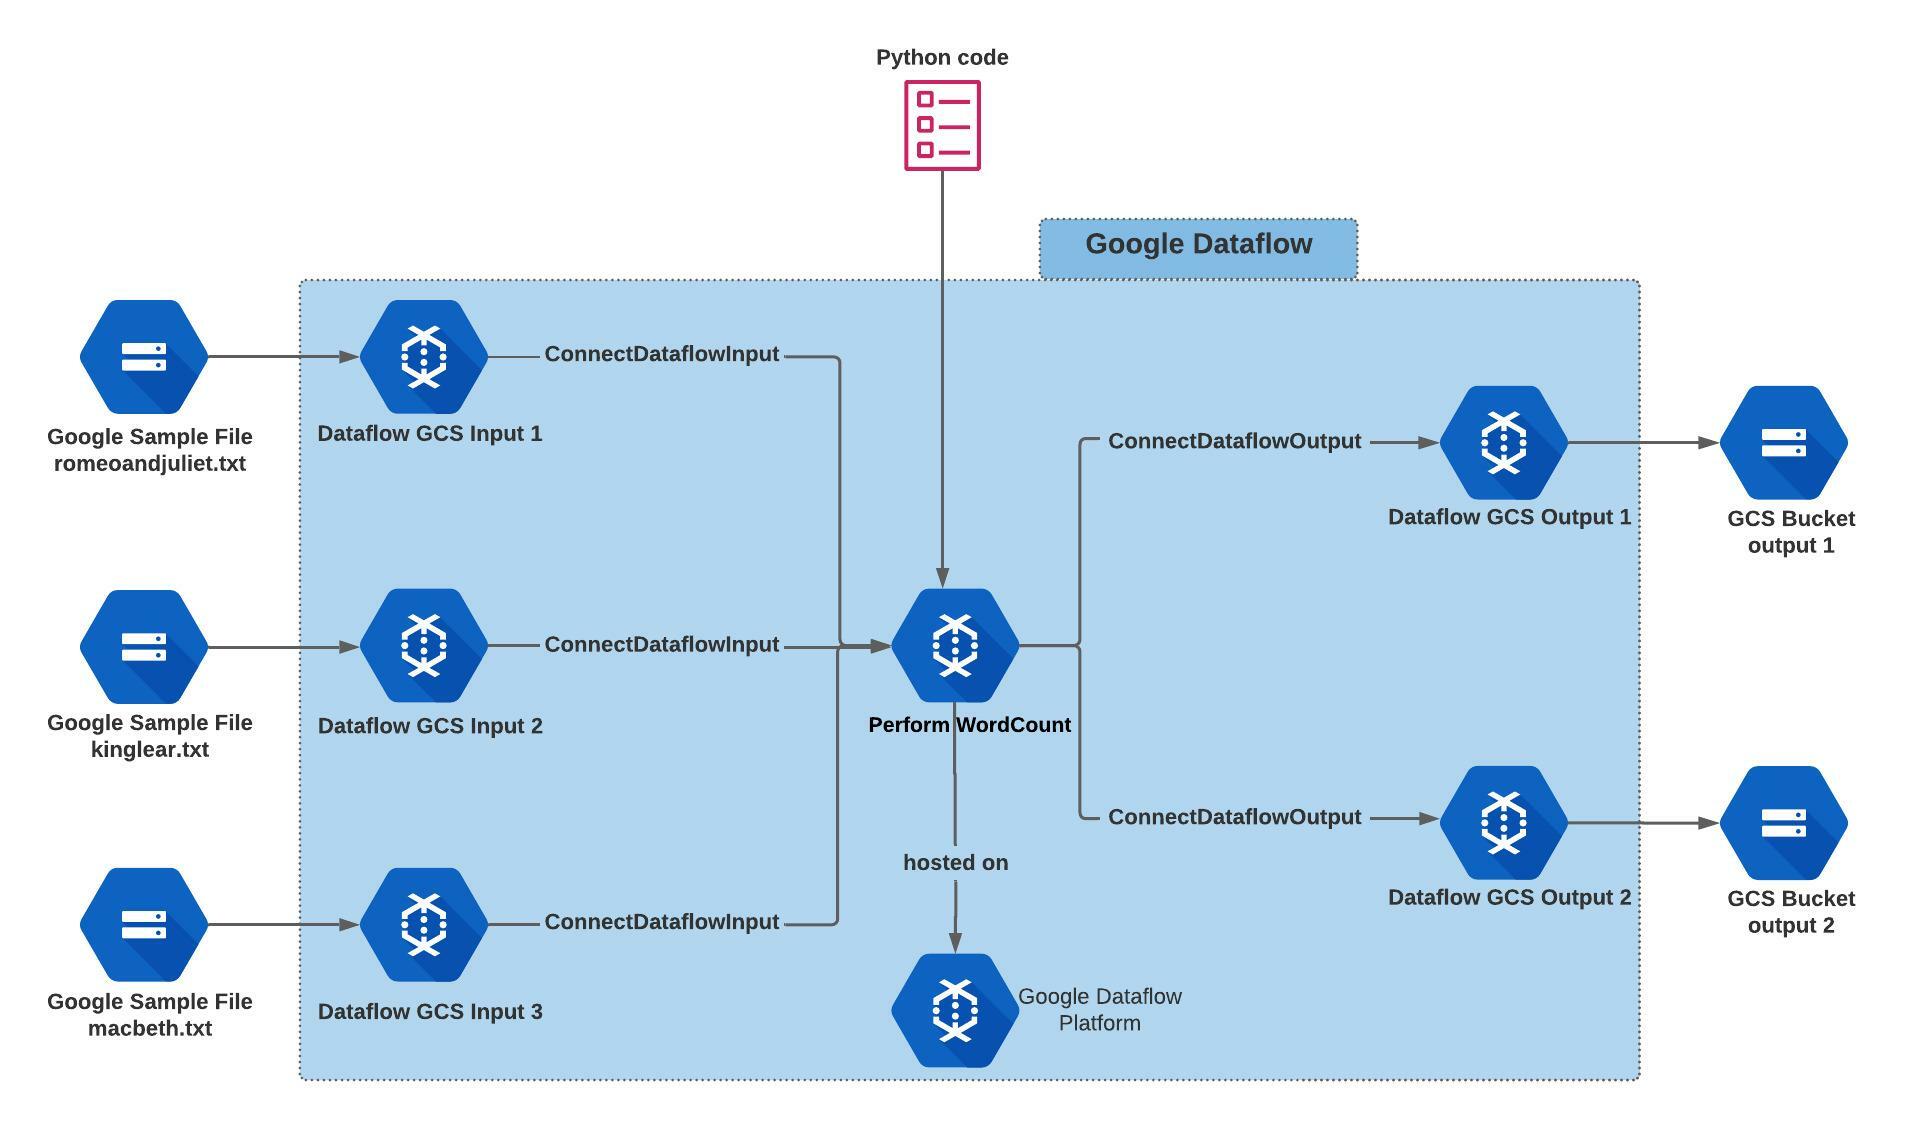 Python code
Google Dataflow
ConnectDataflowInput
Google Sample File
romeoandjuliet.txt
Dataflow GCS Input 1
ConnectDataflowOutput
Dataflow GCS Output 1
GCS Bucket
output 1
ConnectDataflowInput
Google Sample File
kinglear.txt
Dataflow GCS Input 2
Perform WordCount
ConnectDataflowOutput
hosted on
Dataflow GCS Output 2
GCS Bucket
output 2
ConnectDataflowInput
Google Sample File
macbeth.txt
Dataflow GCS Input 3
Google Dataflow
Platform